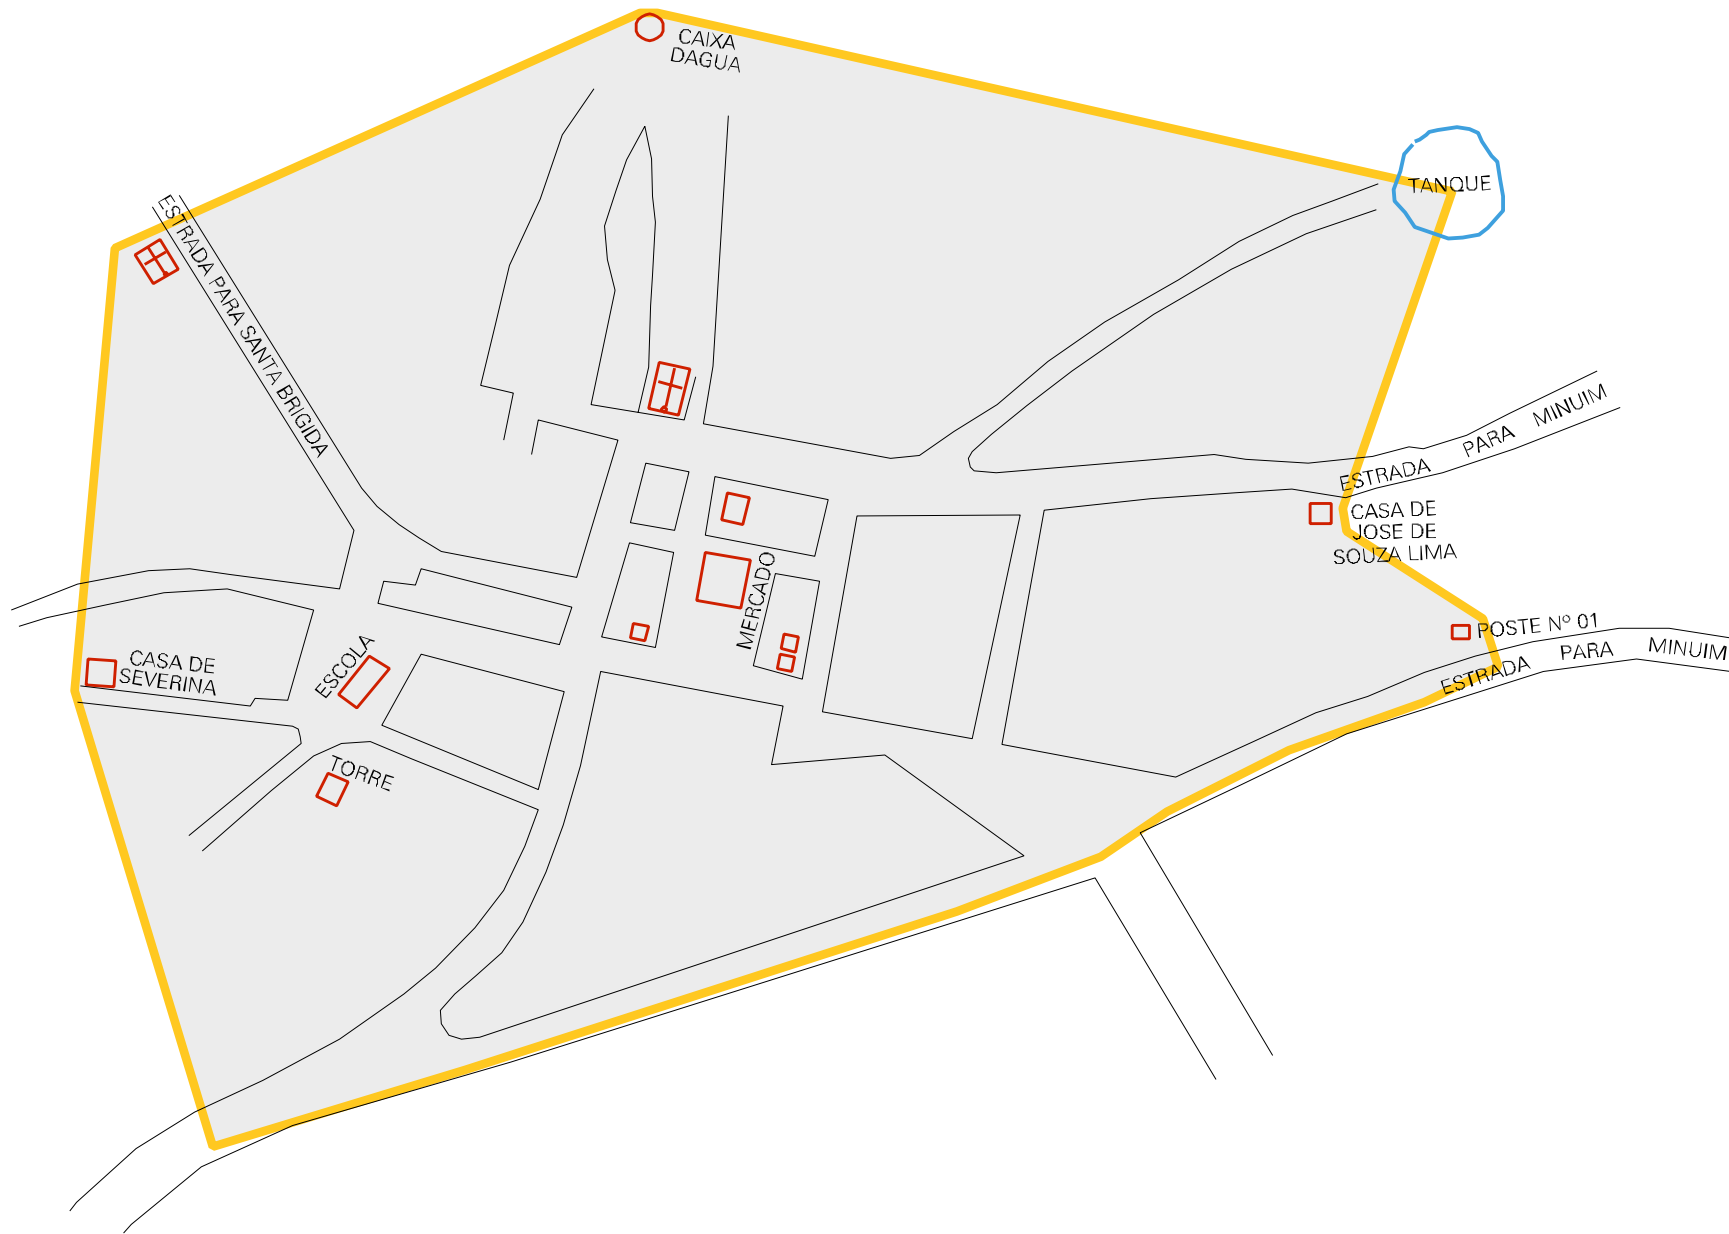 CAIXA
DAGUA
TANQUE
ESTRADA PARA SANTA BRIGIDA
ESTRADA PARA MINUIM
CASA DE
JOSE DE
SOUZA LIMA
MERCADO
POSTE Nº 01
ESTRADA PARA MINUIM
CASA DE
SEVERINA
ESCOLA
TORRE